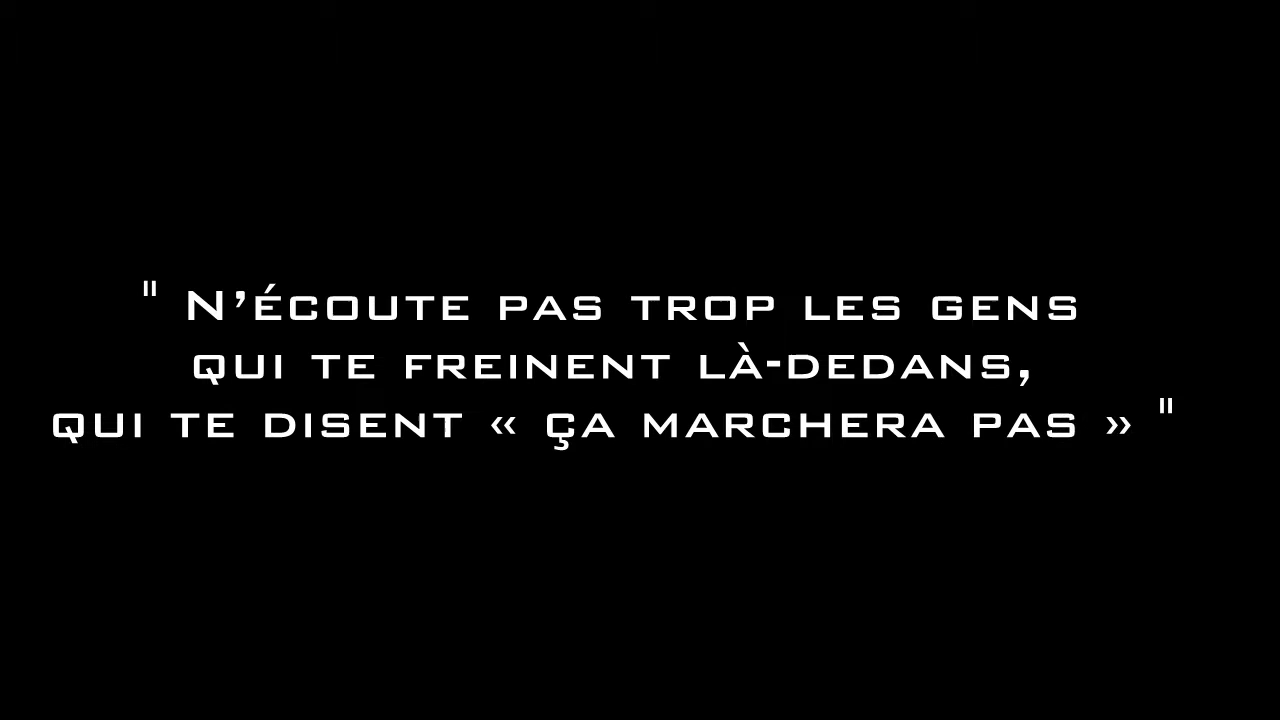 " N’écoute pas trop les gens
qui te freinent là-dedans,
qui te disent « ça marchera pas » "